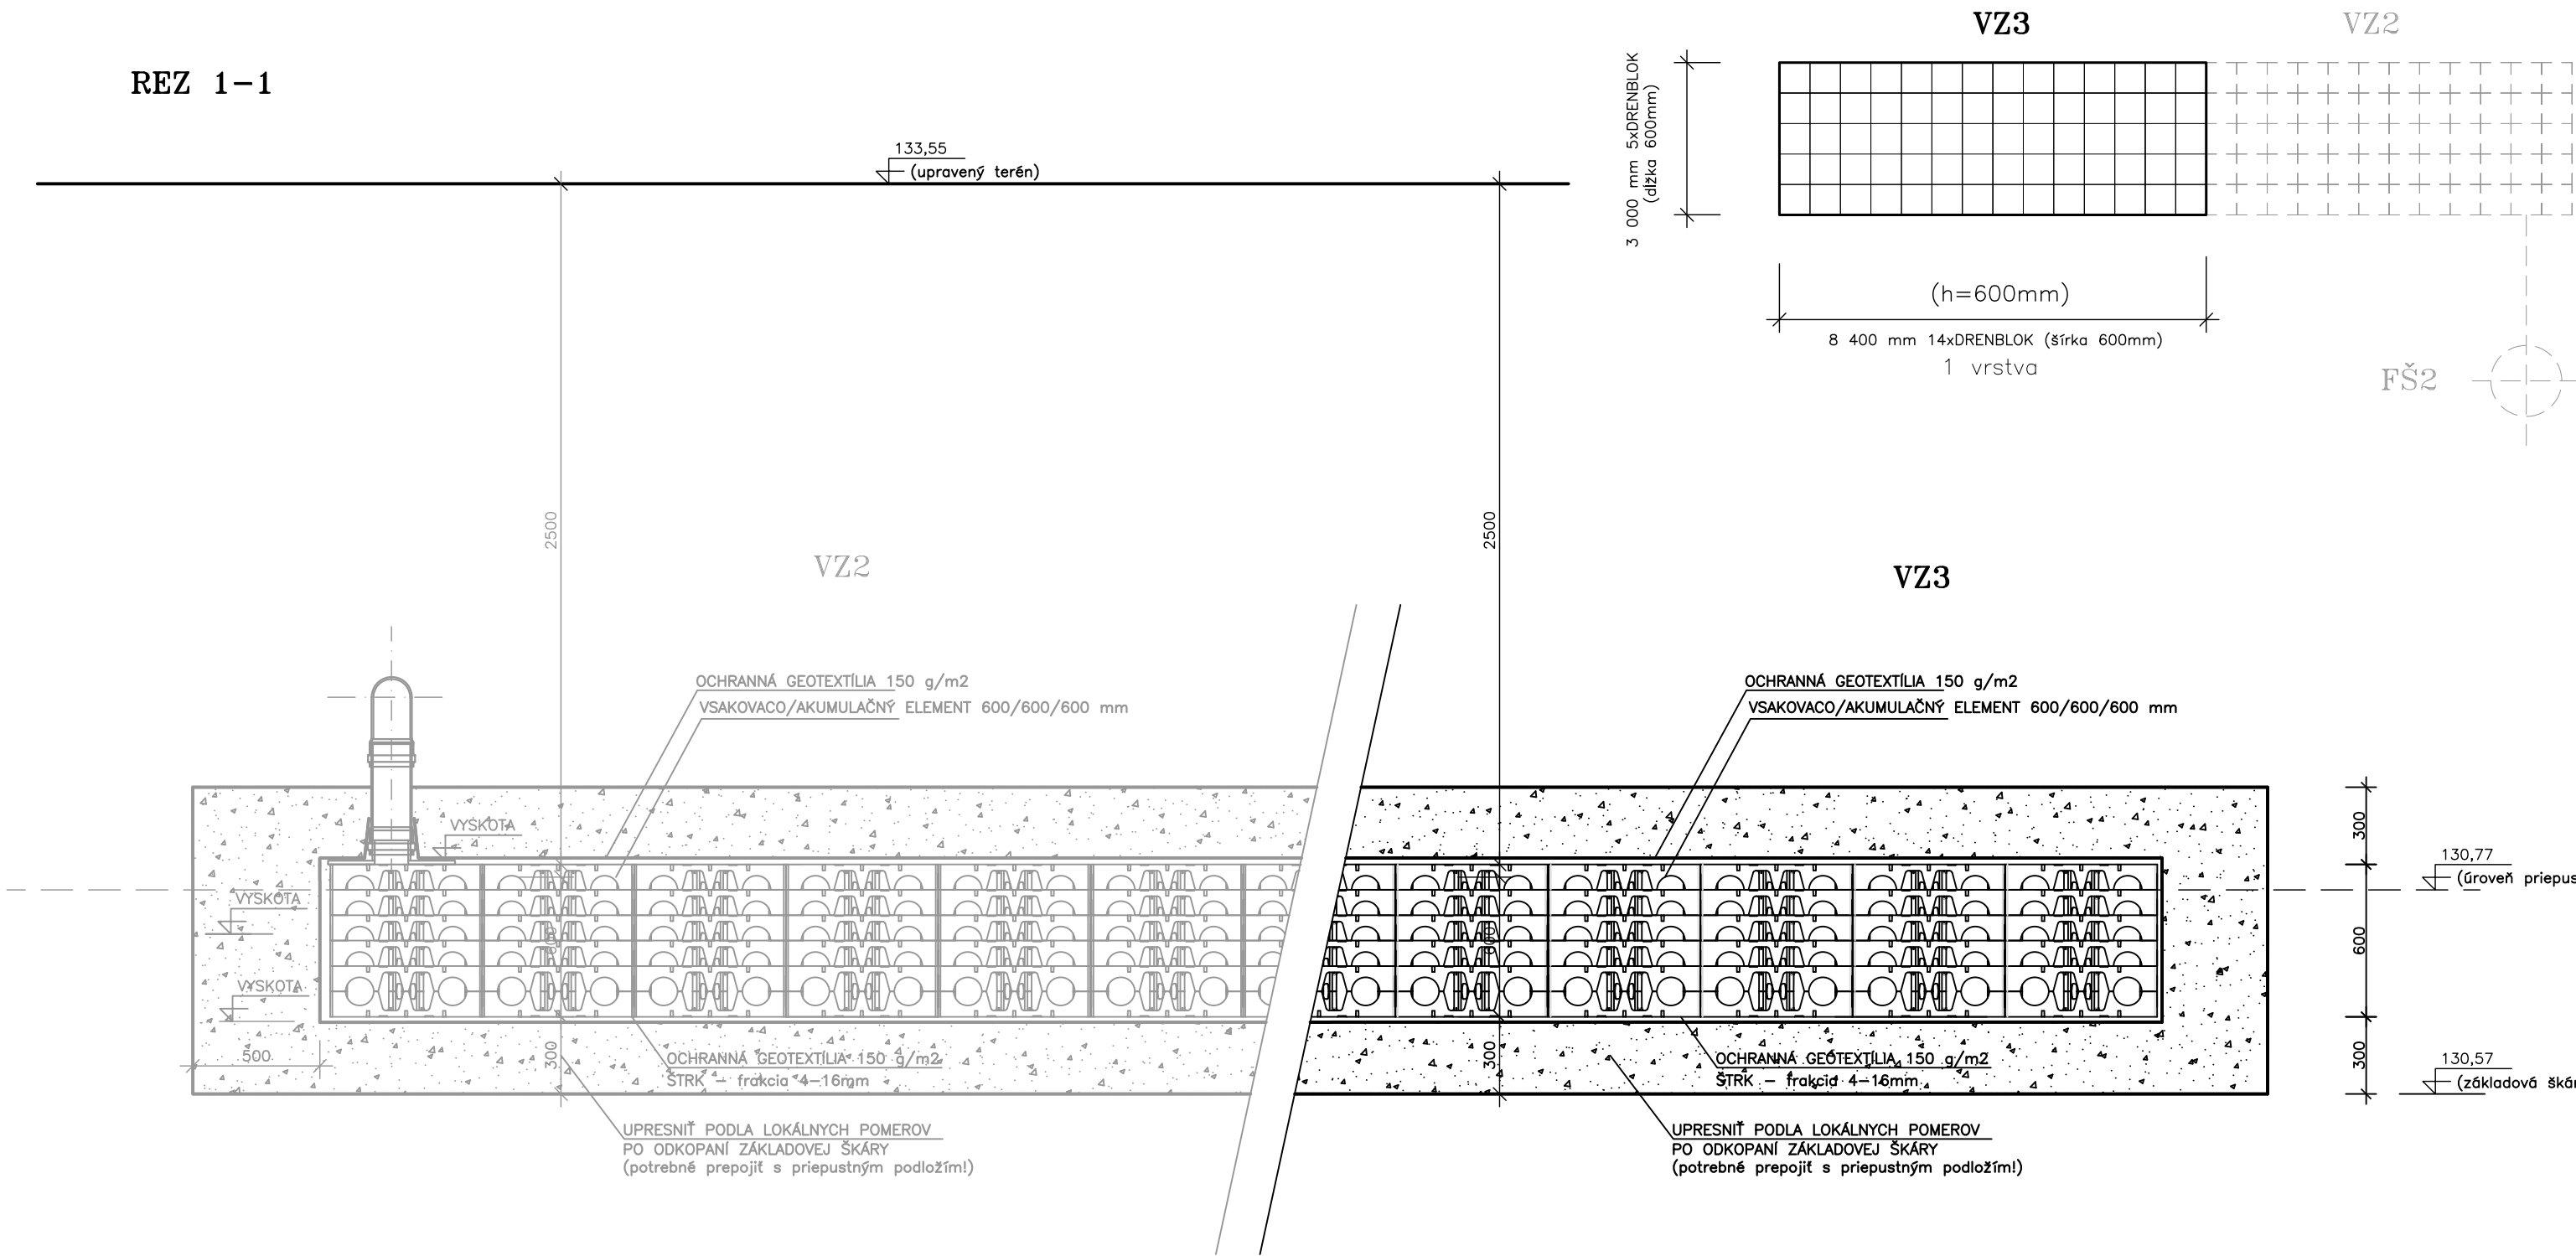 REZ 1-1
VZ3
VZ2
3 000 mm 5xDRENBLOK
(dĺžka 600mm)
(h=600mm)
8 400 mm 14xDRENBLOK (šírka 600mm)
1 vrstva
FŠ2
133,55
(upravený terén)
2500
2500
VZ2
VZ3
OCHRANNÁ GEOTEXTÍLIA 150 g/m2
VSAKOVACO/AKUMULAČNÝ ELEMENT 600/600/600 mm
OCHRANNÁ GEOTEXTÍLIA 150 g/m2
VSAKOVACO/AKUMULAČNÝ ELEMENT 600/600/600 mm
VÝSKOTA
VÝSKOTA
VÝSKOTA
600
600
300
600
300
130,77
(úroveň priepus
130,57
(základová škár
500
300
300
OCHRANNÁ GEOTEXTÍLIA 150 g/m2
ŠTRK - frakcia 4-16mm
OCHRANNÁ GEOTEXTÍLIA 150 g/m2
ŠTRK - frakcia 4-16mm
UPRESNIŤ PODLA LOKÁLNYCH POMEROV
PO ODKOPANÍ ZÁKLADOVEJ ŠKÁRY
(potrebné prepojiť s priepustným podložím!)
UPRESNIŤ PODLA LOKÁLNYCH POMEROV
PO ODKOPANÍ ZÁKLADOVEJ ŠKÁRY
(potrebné prepojiť s priepustným podložím!)